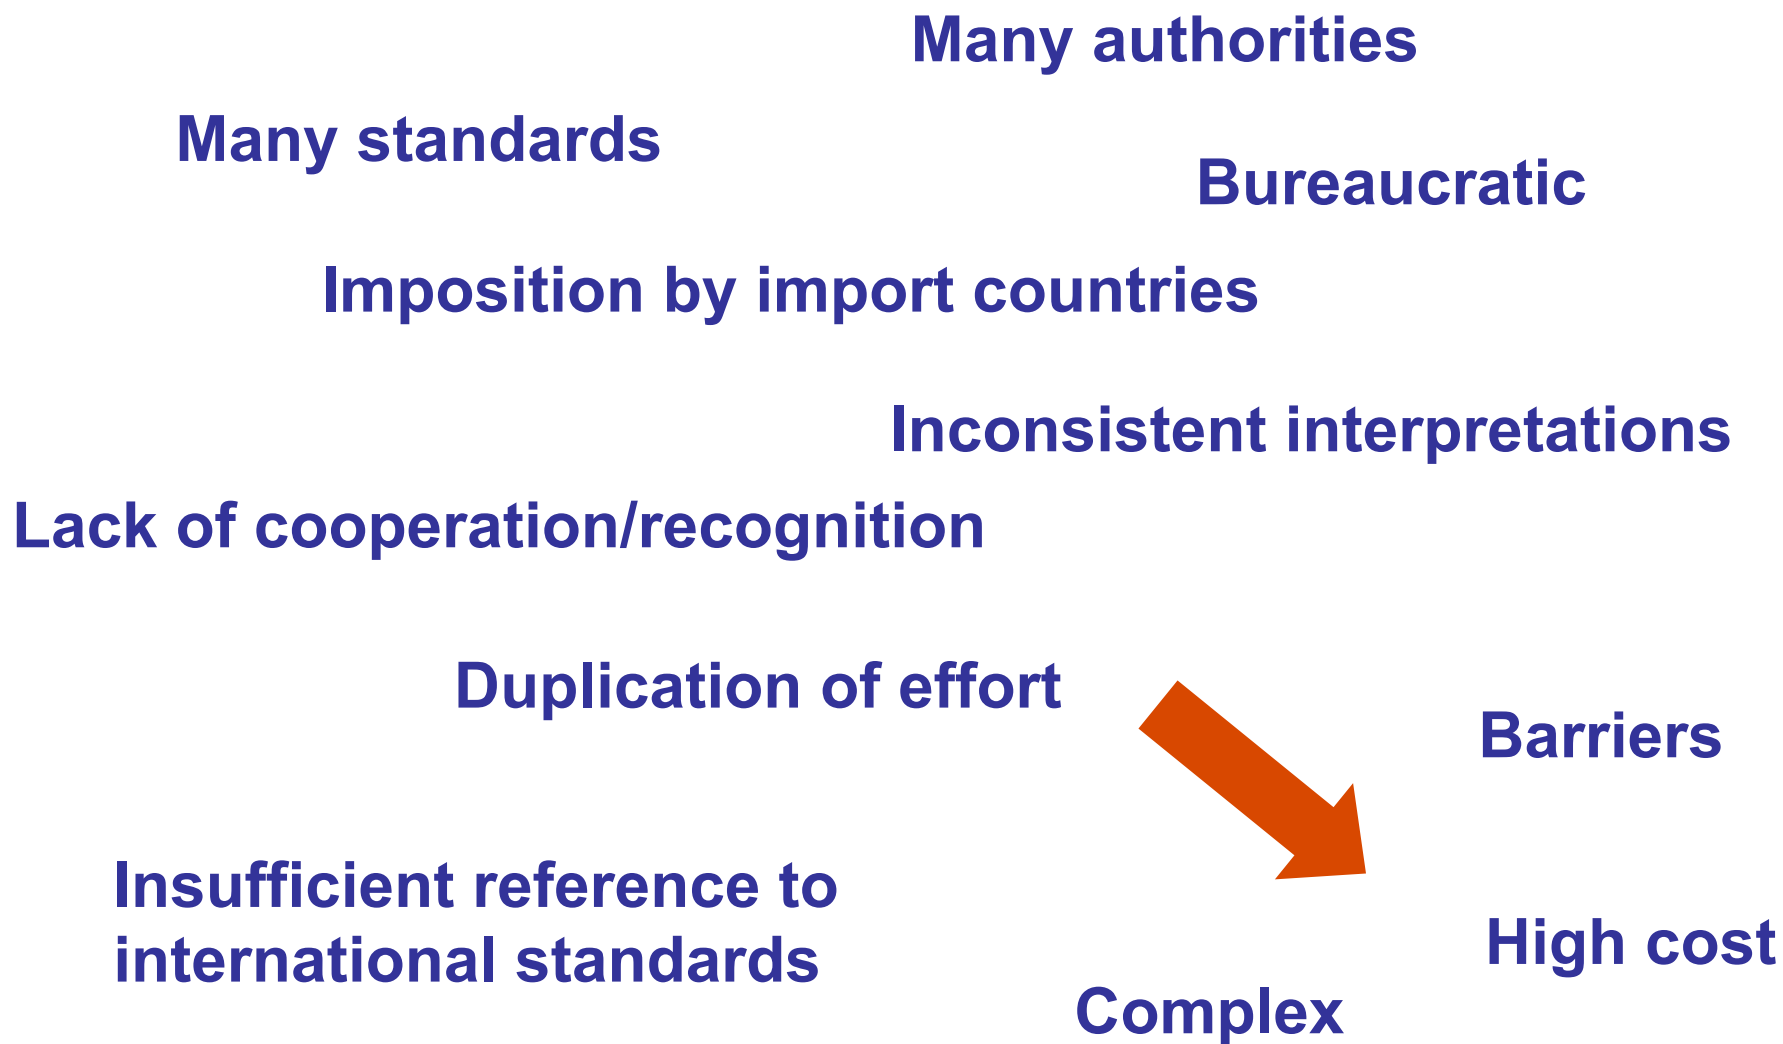 Many authorities
Many standards
Bureaucratic
Imposition by import countries
Inconsistent interpretations
Lack of cooperation/recognition
Duplication of effort
Barriers
Insufficient reference to
international standards
High cost
Complex